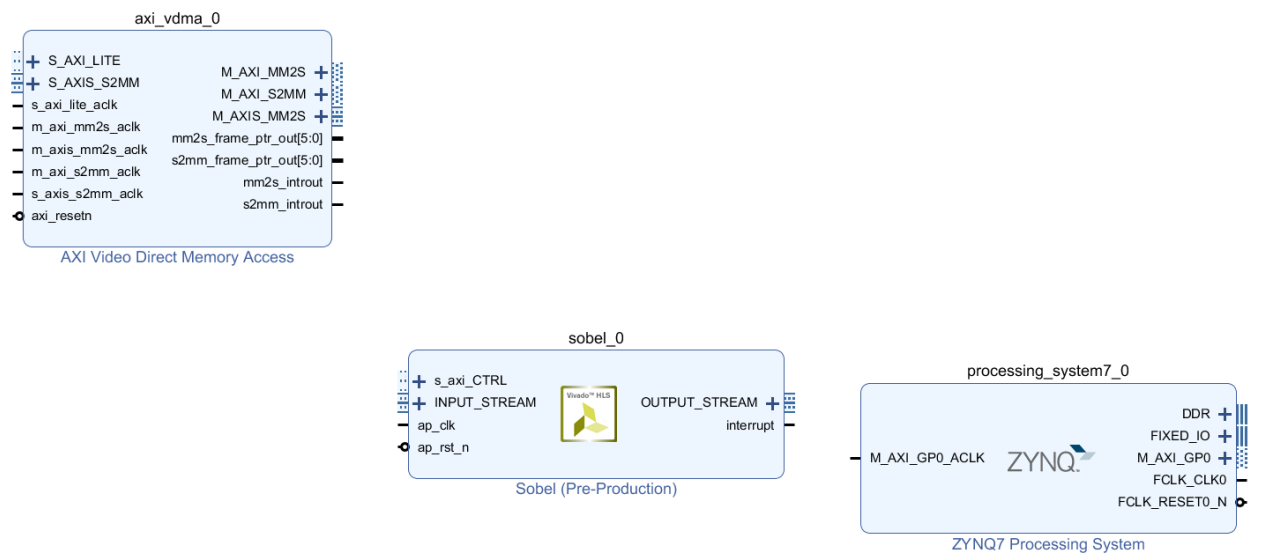 axi_vdma_0
S_AXI_LITE
S_AXIS_S2MM
s_axi_lite_aclk
m_axi_mm2s_aclk
m_axis_mm2s_aclk
m_axi_s2mm_aclk
s_axis_s2mm_aclk
axi_resetn
M_AXI_MM2S
M_AXI_S2MM
M_AXIS_MM2S
mm2s_frame_ptr_out[5:0]
s2mm_frame_ptr_out[5:0]
mm2s_introut
s2mm_introut
AXI Video Direct Memory Access
sobel_0
s_axi_CTRL
INPUT_STREAM
ap_clk
ap_rst_n
Vivado™ HLS
OUTPUT_STREAM
interrupt
Sobel (Pre-Production)
processing_system7_0
M_AXI_GP0_ACLK
ZYNQ.
DDR
FIXED_IO
M_AXI_GP0
FCLK_CLK0
FCLK_RESET0_N
ZYNQ7 Processing System